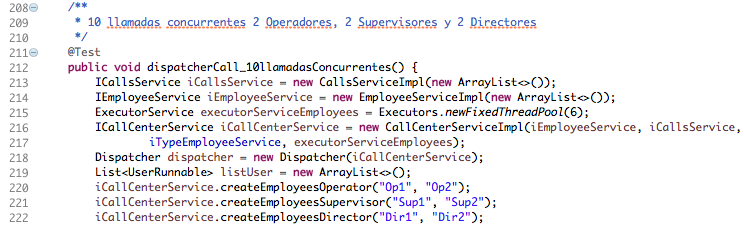 208 /**
209 * 10 llamadas concurrentes 2 Operadores, 2 Supervisores y 2 Directores
210 */
211 @Test
212 public void dispatcherCall_10llamadasConcurrentes() {
213 ICallsService iCallsService = new CallsServiceImpl(new ArrayList<>());
214 IEmployeeService iEmployeeService = new EmployeeServiceImpl(new ArrayList<>());
215 ExecutorService executorServiceEmployees = Executors.newFixedThreadPool(6);
216 ICallCenterService iCallCenterService = new CallCenterServiceImpl(iEmployeeService, iCallsService,
217 iTypeEmployeeService, executorServiceEmployees);
218 Dispatcher dispatcher = new Dispatcher(iCallCenterService);
219 List<UserRunnable> listUser = new ArrayList<>();
220 iCallCenterService.createEmployeesOperator("Op1", "Op2");
221 iCallCenterService.createEmployeesSupervisor("Sup1", "Sup2");
222 iCallCenterService.createEmployeesDirector("Dir1", "Dir2");